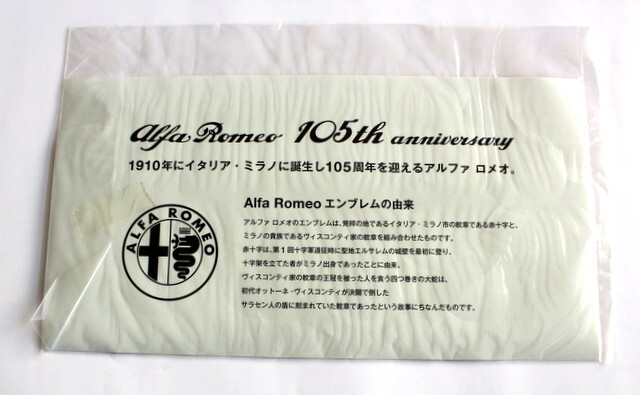 Alfa Romeo 105th anniversary
1910年にイタリア・ミラノに誕生し105周年を迎えるアルファ ロメオ。
Alfa Romeo エンブレムの由来
アルファ ロメオのエンブレムは、発祥の地であるイタリア・ミラノ市の紋章である赤十字と、
ミラノの貴族であるヴィスコンティ家の紋章を組み合わせたものです。
赤十字は、第1回十字軍遠征時に聖地エルサレムの城壁を最初に登り、
十字架を立てた者がミラノ出身であったことに由来。
ヴィスコンティ家の紋章の王冠を被った人を食う四つ巻きの大蛇は、
初代オットーネ・ヴィスコンティが決闘で倒した
サラセン人の盾に刻まれていた紋章であったという故事にちなんだものです。
ALFA ROMEO